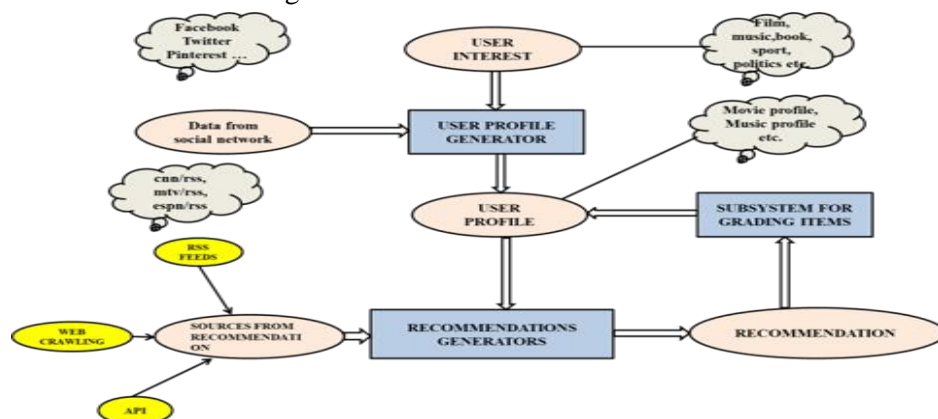 Facebook
Twitter
Pinterest ...
USER
INTEREST
Film,
music,book,
sport,
politics etc.
Data from
social network
USER PROFILE
GENERATOR
Movie profile,
Music profile
etc.
cnn/rss,
mtv/rss,
espn/rss
USER
PROFILE
SUBSYSTEM FOR
GRADING ITEMS
RSS
FEEDS
WEB
CRAWLING
SOURCES FROM
RECOMMENDATI
ON
RECOMMENDATIONS
GENERATORS
RECOMMENDATION
API